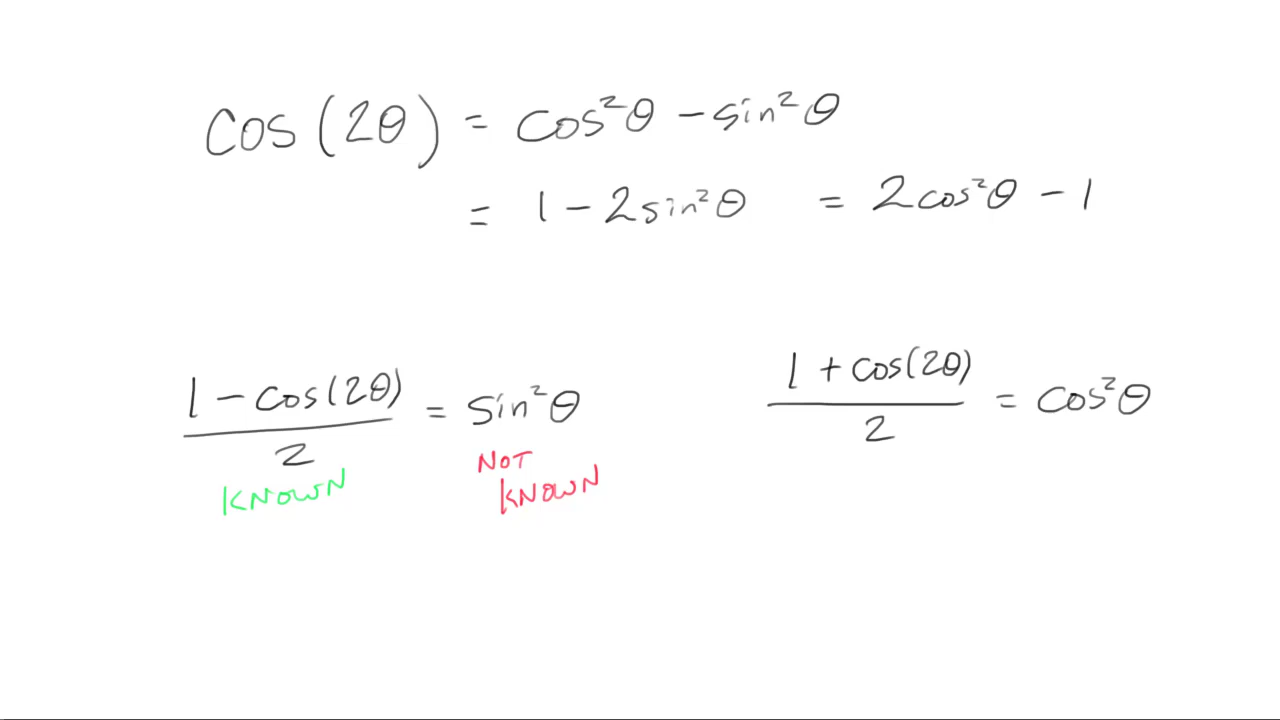 cos(2θ) = cos²θ - sin²θ
= 1 - 2sin²θ = 2cos²θ - 1
(1 - cos(2θ))/2 = sin²θ
(1 + cos(2θ))/2 = cos²θ
KNOWN
NOT KNOWN